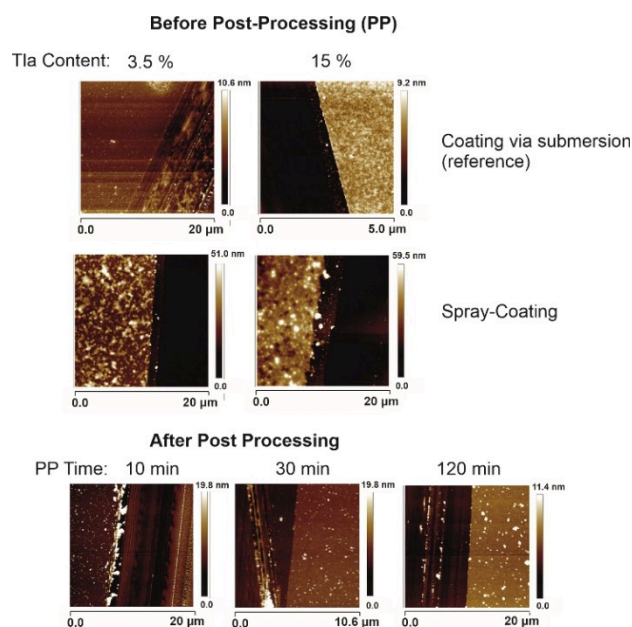 Before Post-Processing (PP)
Tla Content: 3.5 % 15 %
10.6 nm 9.2 nm
Coating via submersion
(reference)
0.0 0.0
0.0 20 µm 0.0 5.0 µm
51.0 nm 59.5 nm
Spray-Coating
0.0 0.0
0.0 20 µm 0.0 20 µm
After Post Processing
PP Time: 10 min 30 min 120 min
19.8 nm 19.8 nm 11.4 nm
0.0 0.0 0.0
0.0 20 µm 0.0 10.6 µm 0.0 20 µm